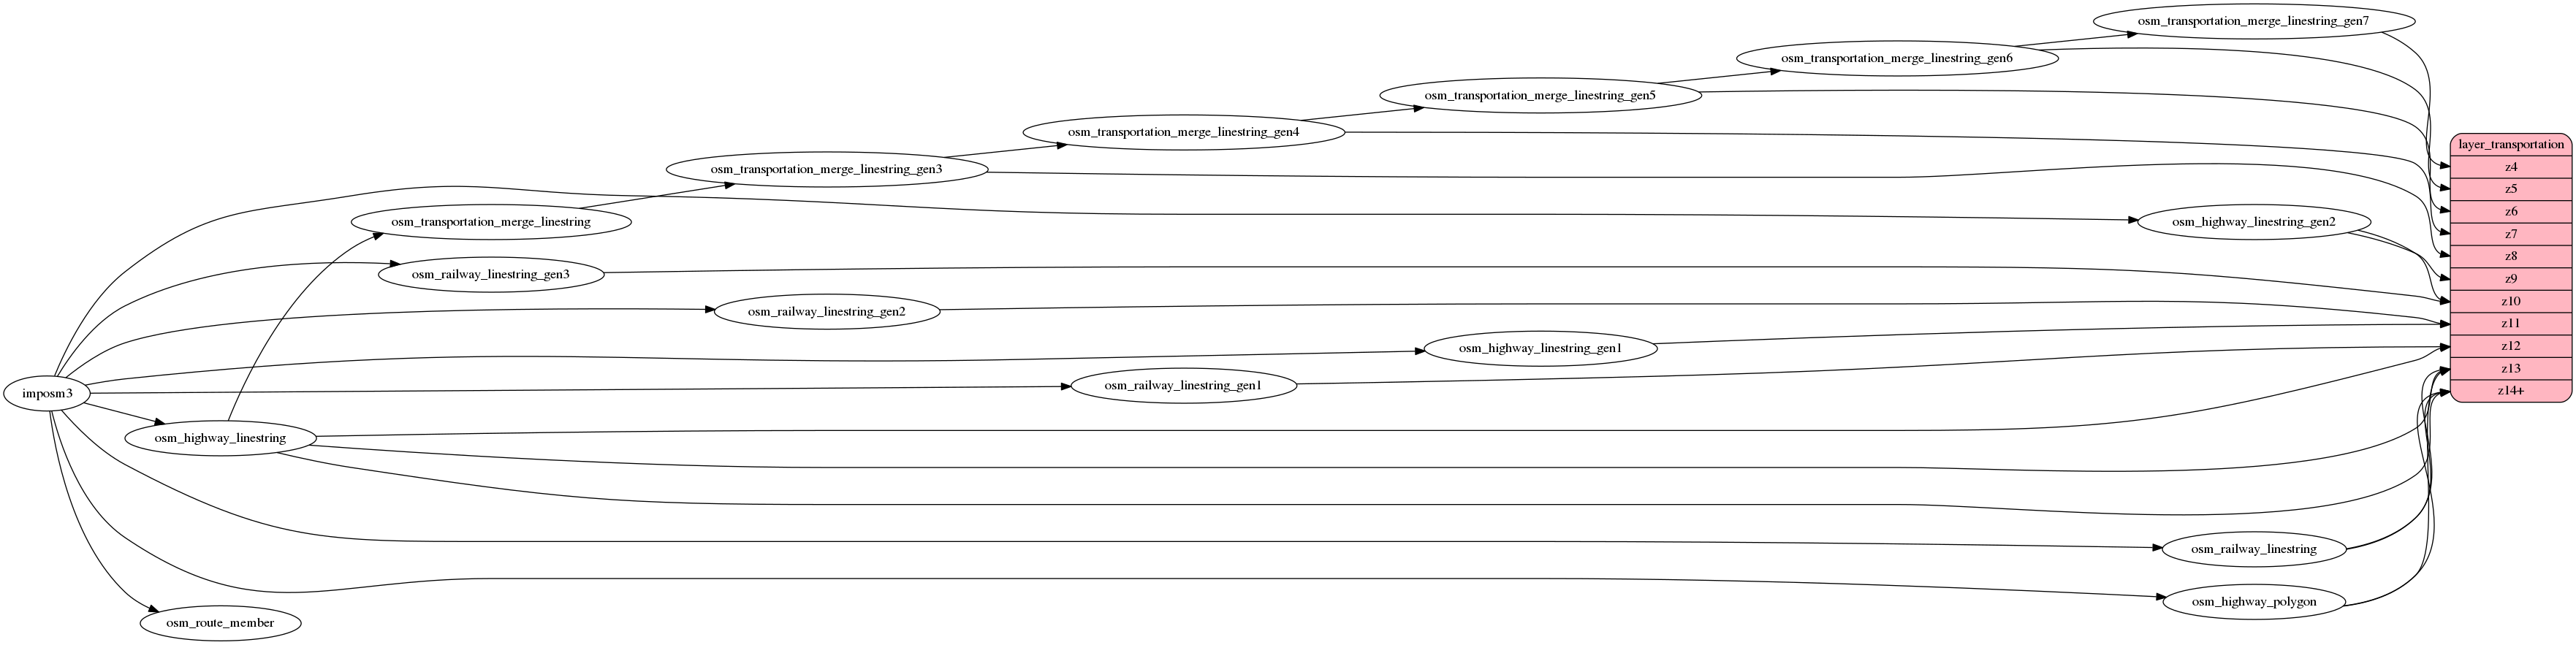 osm_transportation_merge_linestring_gen7
osm_transportation_merge_linestring_gen6
osm_transportation_merge_linestring_gen5
osm_transportation_merge_linestring_gen4
osm_transportation_merge_linestring_gen3
osm_transportation_merge_linestring
osm_highway_linestring_gen2
osm_railway_linestring_gen3
osm_railway_linestring_gen2
osm_highway_linestring_gen1
osm_railway_linestring_gen1
imposm3
osm_highway_linestring
osm_railway_linestring
osm_highway_polygon
osm_route_member
layer_transportation
z4
z5
z6
z7
z8
z9
z10
z11
z12
z13
z14+